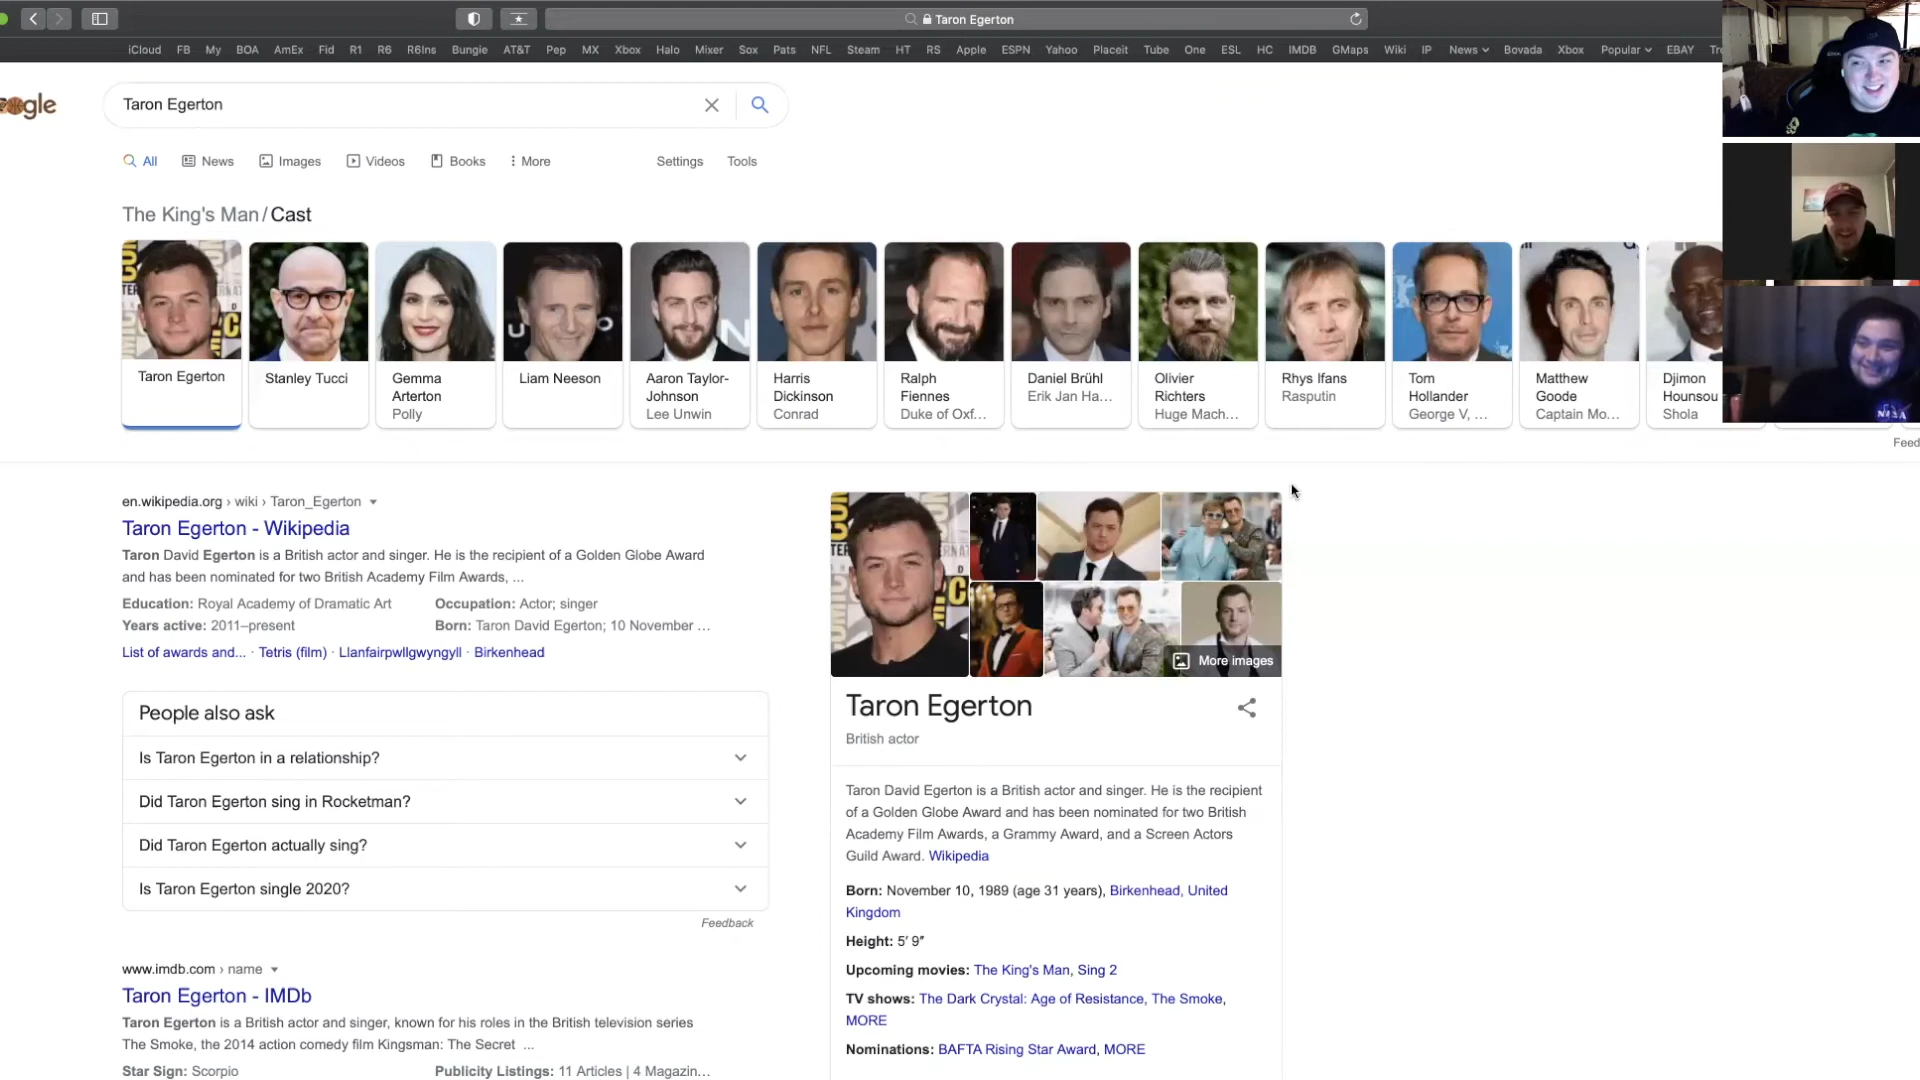 Taron Egerton
iCloud FB My BOA AmEx Fid R1 R6 R6Ins Bungie AT&T Pep MX Xbox Halo Mixer Sox Pats NFL Steam HT RS Apple ESPN Yahoo Placeit Tube One ESL HC IMDB GMaps Wiki IP News Bovada Xbox Popular EBAY
Taron Egerton
All News Images Videos Books More Settings Tools
The King's Man / Cast
Taron Egerton
Stanley Tucci
Gemma
Arterton
Polly
Liam Neeson
Aaron Taylor-
Johnson
Lee Unwin
Harris
Dickinson
Conrad
Ralph
Fiennes
Duke of Oxf...
Daniel Brühl
Erik Jan Ha...
Olivier
Richters
Huge Mach...
Rhys Ifans
Rasputin
Tom
Hollander
George V, ...
Matthew
Goode
Captain Mo...
Djimon
Hounsou
Shola
NASA
Feed
en.wikipedia.org › wiki › Taron_Egerton
Taron Egerton - Wikipedia
Taron David Egerton is a British actor and singer. He is the recipient of a Golden Globe Award
and has been nominated for two British Academy Film Awards, ...
Education: Royal Academy of Dramatic Art Occupation: Actor; singer
Years active: 2011–present Born: Taron David Egerton; 10 November ...
List of awards and... · Tetris (film) · Llanfairpwllgwyngyll · Birkenhead
People also ask
Is Taron Egerton in a relationship?
Did Taron Egerton sing in Rocketman?
Did Taron Egerton actually sing?
Is Taron Egerton single 2020?
Feedback
www.imdb.com › name
Taron Egerton - IMDb
Taron Egerton is a British actor and singer, known for his roles in the British television series
The Smoke, the 2014 action comedy film Kingsman: The Secret ...
Star Sign: Scorpio Publicity Listings: 11 Articles | 4 Magazin...
More images
Taron Egerton
British actor
Taron David Egerton is a British actor and singer. He is the recipient
of a Golden Globe Award and has been nominated for two British
Academy Film Awards, a Grammy Award, and a Screen Actors
Guild Award. Wikipedia
Born: November 10, 1989 (age 31 years), Birkenhead, United
Kingdom
Height: 5′ 9″
Upcoming movies: The King's Man, Sing 2
TV shows: The Dark Crystal: Age of Resistance, The Smoke,
MORE
Nominations: BAFTA Rising Star Award, MORE